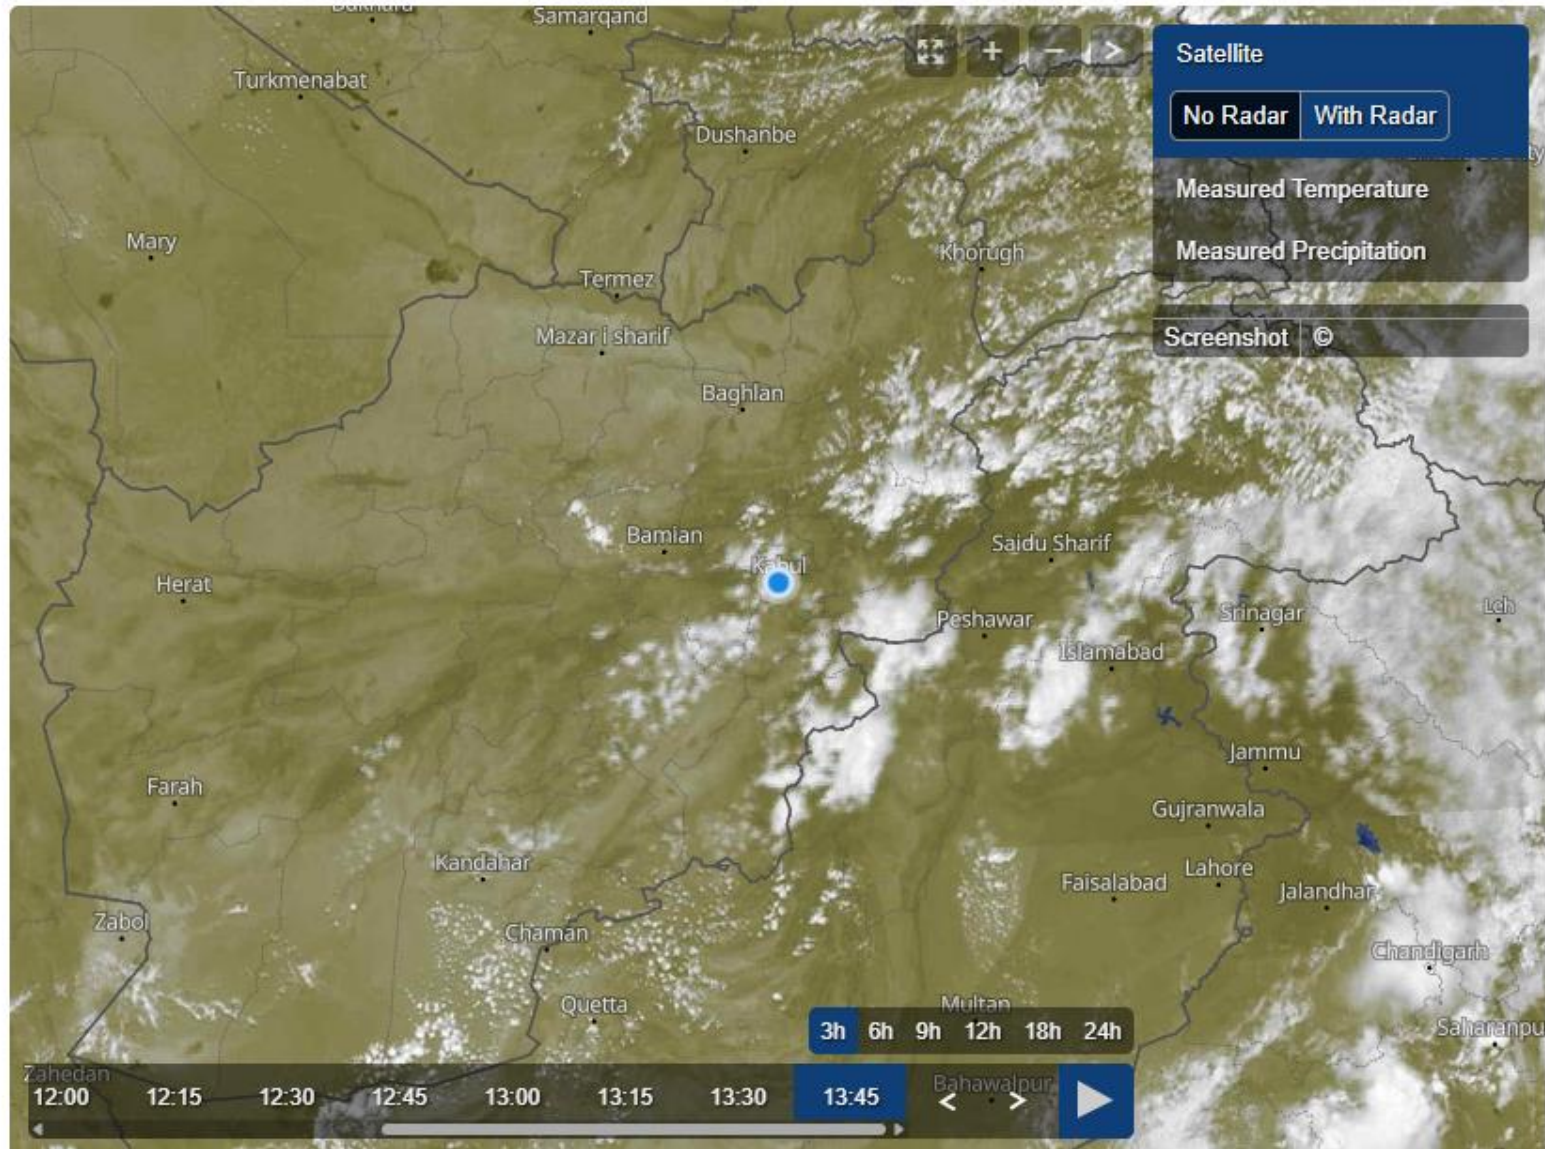 Samarqand
Satellite
Turkmenabat
No Radar With Radar
Dushanbe
Measured Temperature
Mary
Khorugh
Measured Precipitation
Termez
Mazar i sharif
Screenshot ©
Baghlan
Bamian
Saidu Sharif
Kabul
Herat
Srinagar
Leh
Peshawar
Islamabad
Jammu
Farah
Gujranwala
Kandahar
Lahore
Faisalabad
Jalandhar
Zabol
Chaman
Chandigarh
Quetta
Multan
3h 6h 9h 12h 18h 24h
Saharanpu
Zahedan
Bahawalpur
12:00 12:15 12:30 12:45 13:00 13:15 13:30 13:45